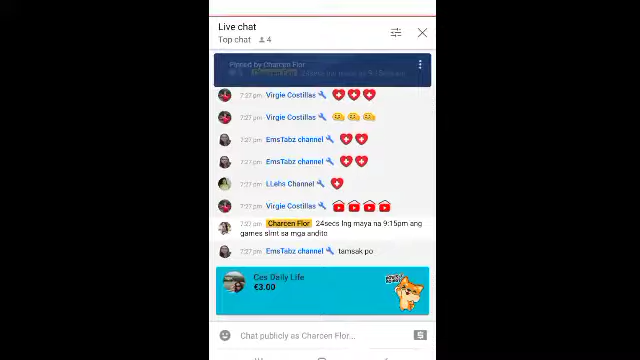 Live chat
Top chat 4
Pinned by Charcen Flor
7:27 pm Virgie Costillas
7:27 pm Virgie Costillas
7:27 pm EmsTabz channel
7:27 pm EmsTabz channel
7:27 pm LLehs Channel
7:27 pm Virgie Costillas
7:27 pm Charcen Flor 24secs lng maya na 9:15pm ang
games slmt sa mga andito
7:27 pm EmsTabz channel tamsak po
Ces Daily Life
€3.00
Chat publicly as Charcen Flor...